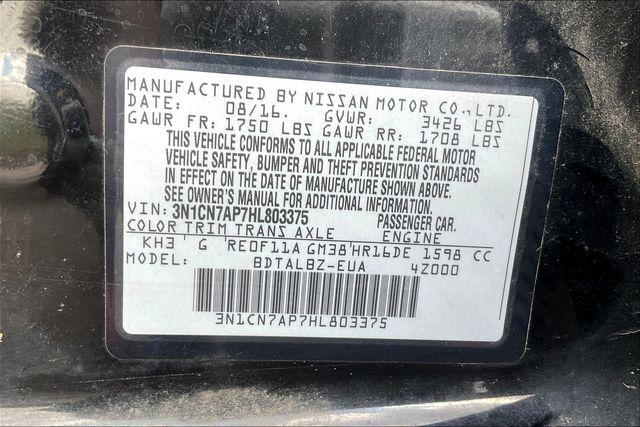 MANUFACTURED BY NISSAN MOTOR CO.,LTD.
DATE: 08/16. GVWR: 3426 LBS
GAWR FR: 1750 LBS GAWR RR: 1708 LBS
THIS VEHICLE CONFORMS TO ALL APPLICABLE FEDERAL MOTOR
VEHICLE SAFETY, BUMPER AND THEFT PREVENTION STANDARDS
IN EFFECT ON THE DATE OF MANUFACTURE SHOWN ABOVE.
SEE OWNER'S MANUAL FOR ADDITIONAL INFORMATION.
VIN: 3N1CN7AP7HL803375 PASSENGER CAR.
COLOR TRIM TRANS AXLE ENGINE
KH3 G RE0F11A GM38 HR16DE 1598 CC
MODEL: BDTALBZ-EUA 4Z000
3N1CN7AP7HL803375